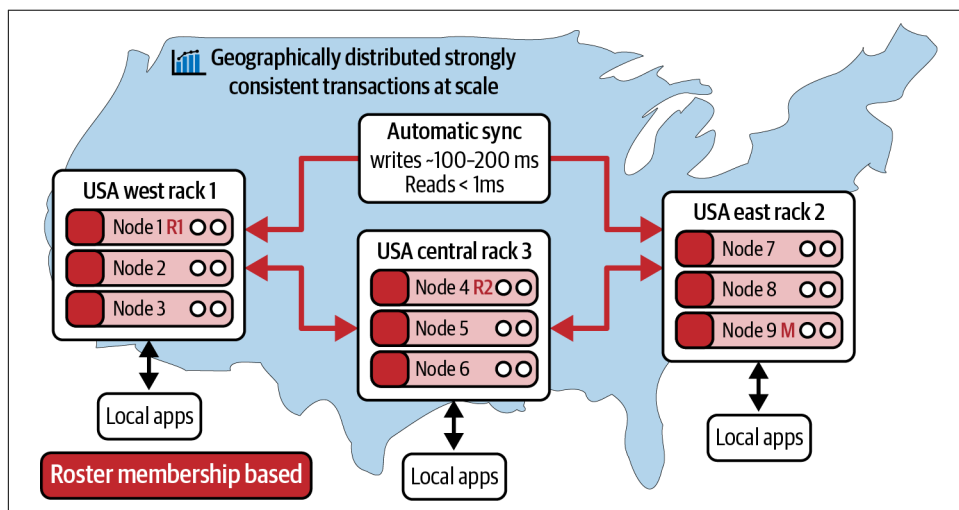 Geographically distributed strongly
consistent transactions at scale
Automatic sync
writes ~100–200 ms
Reads < 1ms
USA west rack 1
Node 1 R1
Node 2
Node 3
Local apps
USA central rack 3
Node 4 R2
Node 5
Node 6
Local apps
USA east rack 2
Node 7
Node 8
Node 9 M
Local apps
Roster membership based